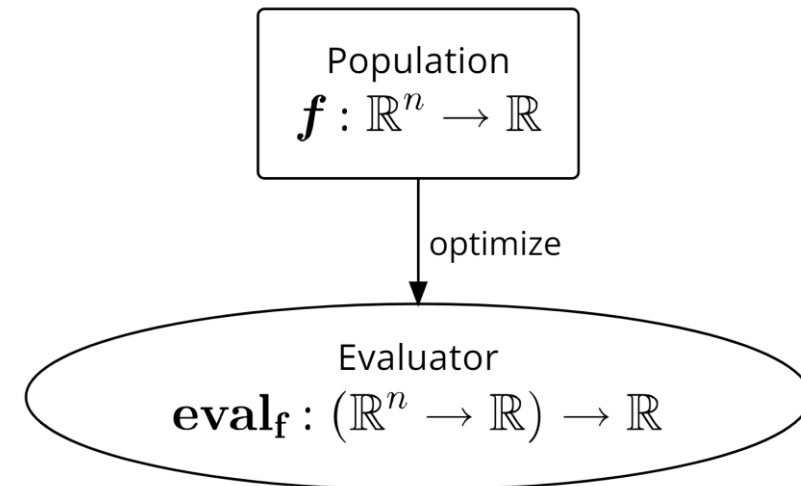 Population
f : ℝⁿ → ℝ
optimize
Evaluator
eval_f : (ℝⁿ → ℝ) → ℝ